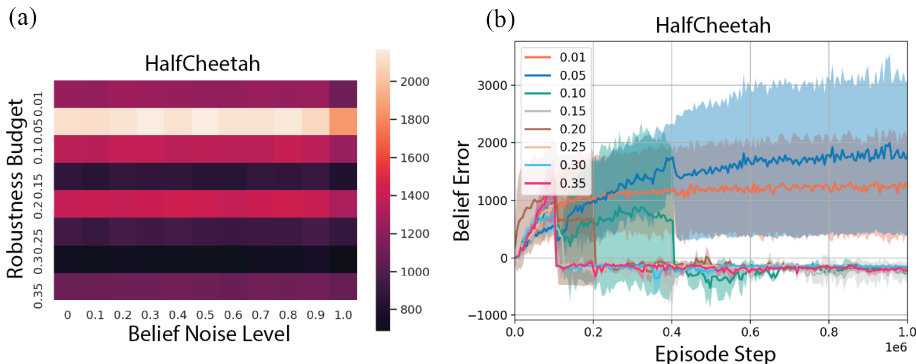 (a)
HalfCheetah
Robustness Budget
0.01
0.05
0.10
0.15
0.20
0.25
0.30
0.35
0 0.1 0.2 0.3 0.4 0.5 0.6 0.7 0.8 0.9 1.0
Belief Noise Level
2000
1800
1600
1400
1200
1000
800
(b)
HalfCheetah
Belief Error
3000
2000
1000
0
−1000
0.01
0.05
0.10
0.15
0.20
0.25
0.30
0.35
0.0 0.2 0.4 0.6 0.8 1.0
1e6
Episode Step